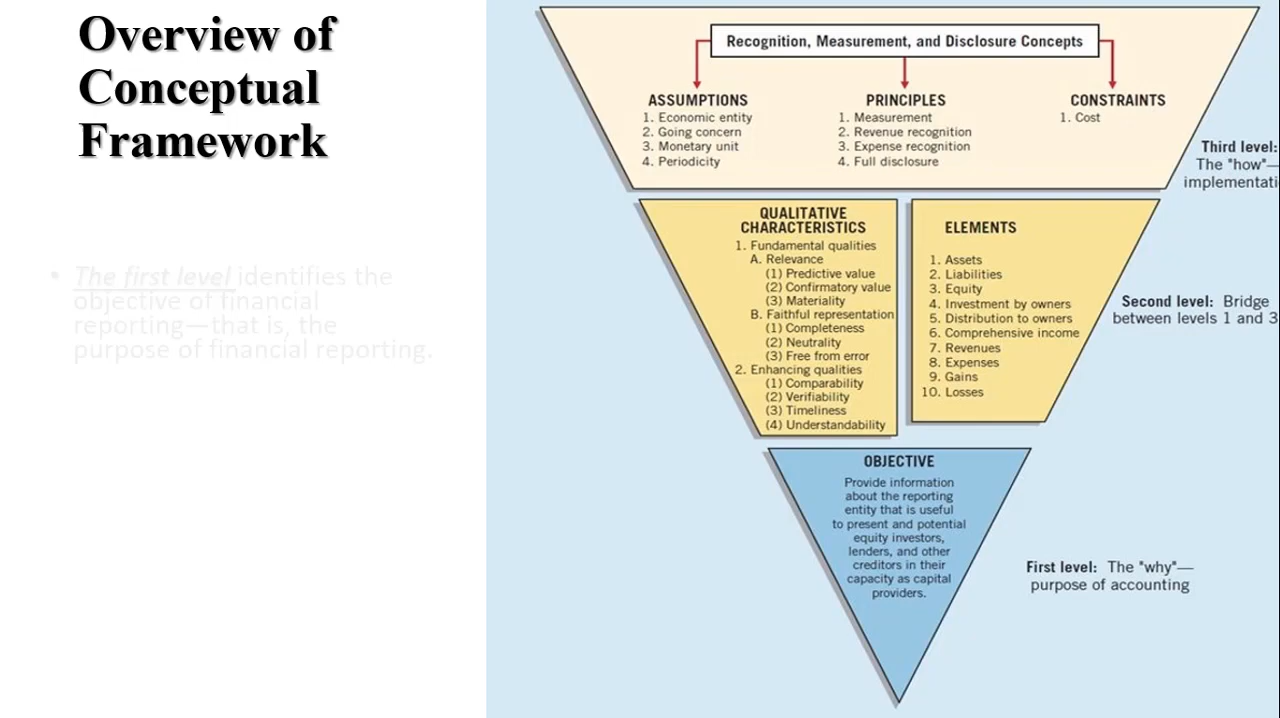 Overview of
Conceptual
Framework
• The first level identifies the
objective of financial
reporting—that is, the
purpose of financial reporting.
Recognition, Measurement, and Disclosure Concepts
ASSUMPTIONS
1. Economic entity
2. Going concern
3. Monetary unit
4. Periodicity
PRINCIPLES
1. Measurement
2. Revenue recognition
3. Expense recognition
4. Full disclosure
CONSTRAINTS
1. Cost
Third level:
The "how"—
implementati
QUALITATIVE
CHARACTERISTICS
1. Fundamental qualities
A. Relevance
(1) Predictive value
(2) Confirmatory value
(3) Materiality
B. Faithful representation
(1) Completeness
(2) Neutrality
(3) Free from error
2. Enhancing qualities
(1) Comparability
(2) Verifiability
(3) Timeliness
(4) Understandability
ELEMENTS
1. Assets
2. Liabilities
3. Equity
4. Investment by owners
5. Distribution to owners
6. Comprehensive income
7. Revenues
8. Expenses
9. Gains
10. Losses
Second level: Bridge
between levels 1 and 3
OBJECTIVE
Provide information
about the reporting
entity that is useful
to present and potential
equity investors,
lenders, and other
creditors in their
capacity as capital
providers.
First level: The "why"—
purpose of accounting